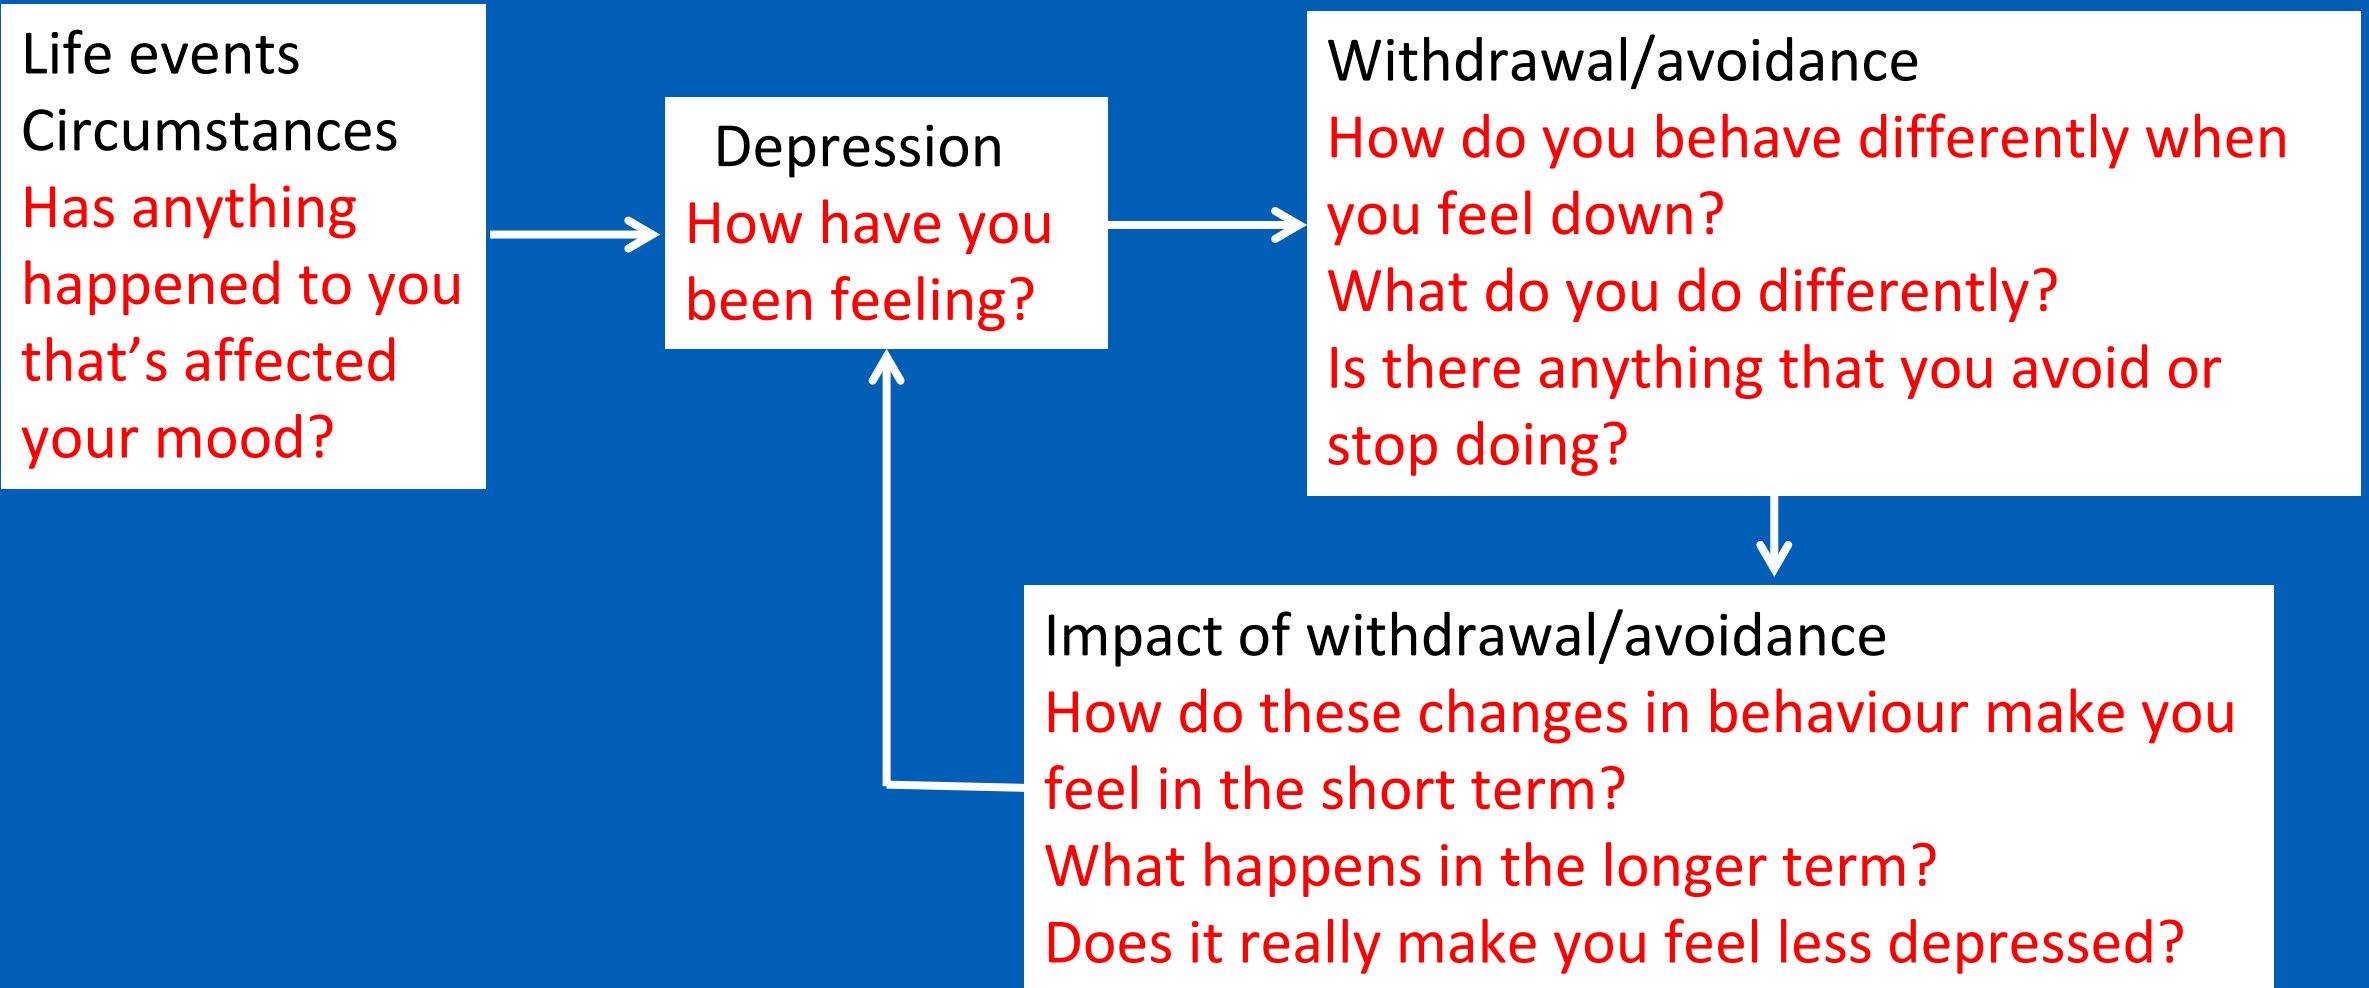 Life events
Circumstances
Has anything
happened to you
that’s affected
your mood?
Depression
How have you
been feeling?
Withdrawal/avoidance
How do you behave differently when
you feel down?
What do you do differently?
Is there anything that you avoid or
stop doing?
Impact of withdrawal/avoidance
How do these changes in behaviour make you
feel in the short term?
What happens in the longer term?
Does it really make you feel less depressed?